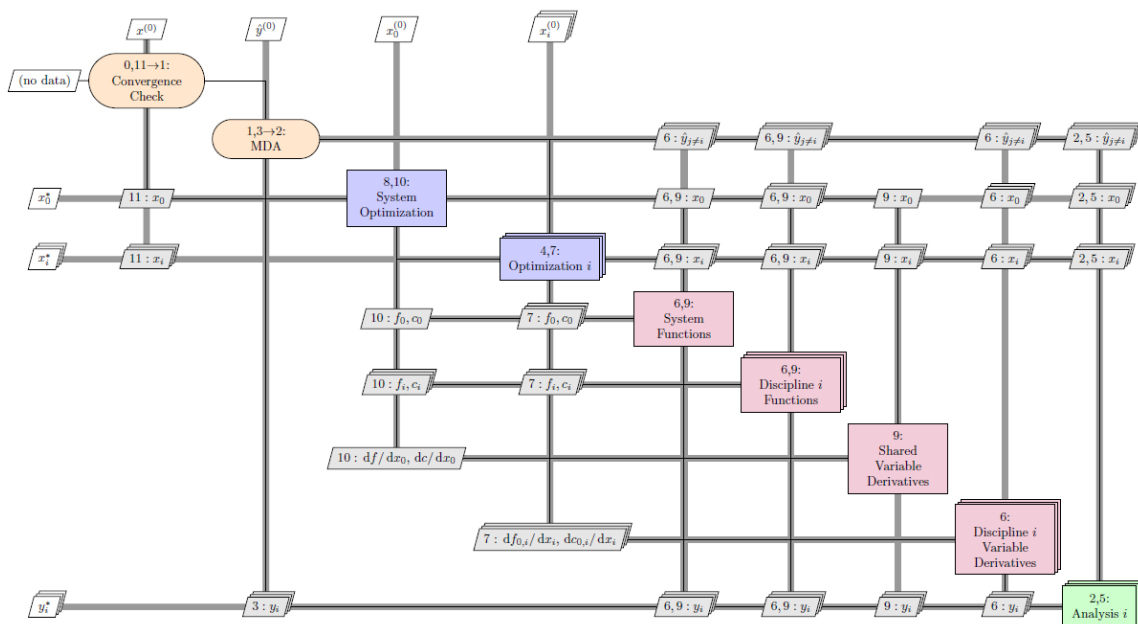 x^{(0)}
ŷ^{(0)}
x_0^{(0)}
x_i^{(0)}
(no data)
0,11→1:
Convergence
Check
1,3→2:
MDA
6 : ŷ_{j≠i}
6, 9 : ŷ_{j≠i}
6 : ŷ_{j≠i}
2, 5 : ŷ_{j≠i}
x_0^*
11 : x_0
8,10:
System
Optimization
6, 9 : x_0
6, 9 : x_0
9 : x_0
6 : x_0
2, 5 : x_0
x_i^*
11 : x_i
4,7:
Optimization i
6, 9 : x_i
6, 9 : x_i
9 : x_i
6 : x_i
2, 5 : x_i
10 : f_0, c_0
7 : f_0, c_0
6,9:
System
Functions
10 : f_i, c_i
7 : f_i, c_i
6,9:
Discipline i
Functions
10 : df/dx_0, dc/dx_0
9:
Shared
Variable
Derivatives
7 : df_{0,i}/dx_i, dc_{0,i}/dx_i
6:
Discipline i
Variable
Derivatives
y_i^*
3 : y_i
6, 9 : y_i
6, 9 : y_i
9 : y_i
6 : y_i
2,5:
Analysis i